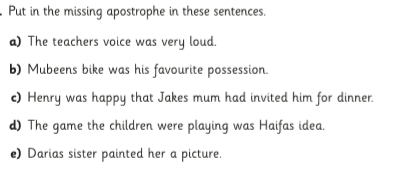 . Put in the missing apostrophe in these sentences.
a) The teachers voice was very loud.
b) Mubeens bike was his favourite possession.
c) Henry was happy that Jakes mum had invited him for dinner.
d) The game the children were playing was Haifas idea.
e) Darias sister painted her a picture.